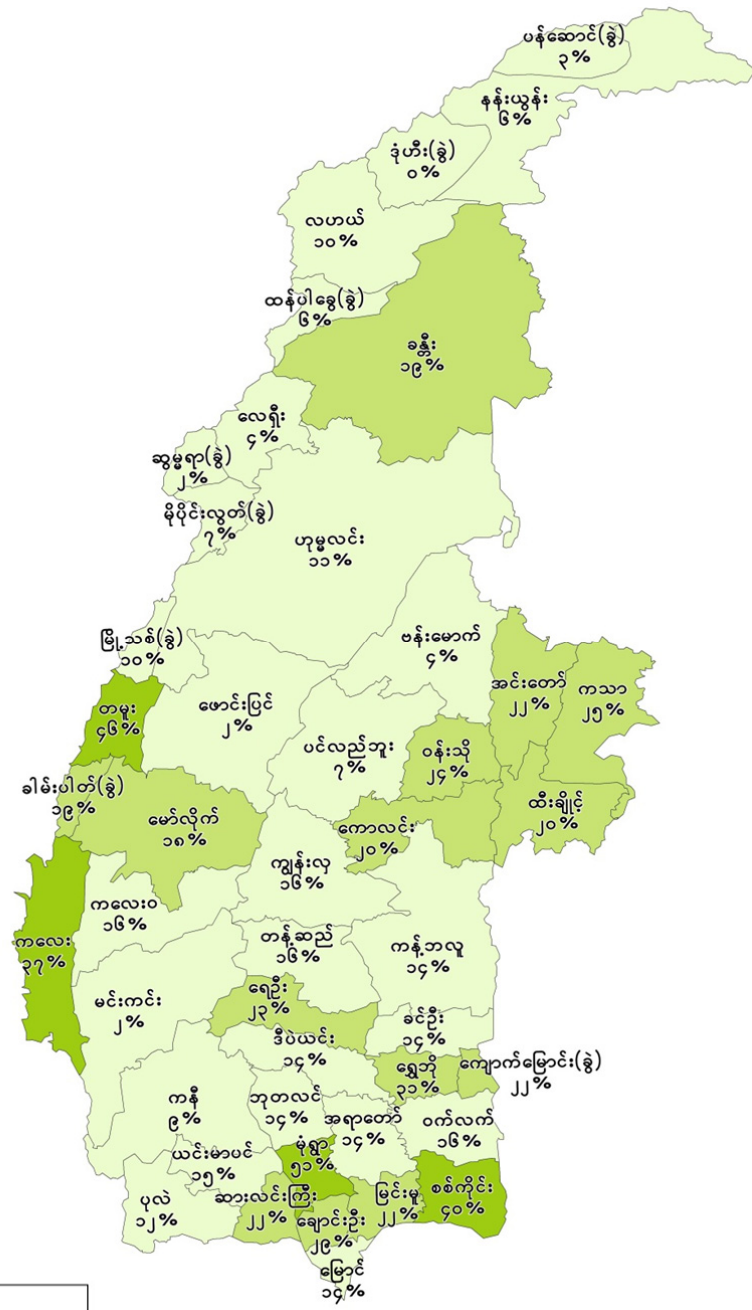 ပန်ဆောင်(ခွဲ)
၃%
နန်းယွန်း
၆%
ဒုံဟီး(ခွဲ)
၀%
လဟယ်
၁၀%
ထန်ပါခွေ(ခွဲ)
၆%
ခန္တီး
၁၉%
လေရှီး
၄%
ဆွမ္မရာ(ခွဲ)
၂%
မိုပိုင်းလွတ်(ခွဲ)
၇%
ဟုမ္မလင်း
၁၁%
မြို့သစ်(ခွဲ)
၁၀%
ဗန်းမောက်
၄%
အင်းတော်
၂၂%
ကသာ
၂၅%
တမူး
၄၆%
ဖောင်းပြင်
၂%
ပင်လည်ဘူး
၇%
ဝန်းသို
၂၄%
ခါမ်းပါတ်(ခွဲ)
၁၉%
မော်လိုက်
၁၈%
ကောလင်း
၂၀%
ထီးချိုင့်
၂၀%
ကျွန်းလှ
၁၆%
ကလေးဝ
၁၆%
ကလေး
၃၇%
တန့်ဆည်
၁၆%
ကန့်ဘလူ
၁၄%
မင်းကင်း
၂%
ရေဦး
၂၃%
ခင်ဦး
၁၄%
ဒီပဲယင်း
၁၄%
ရွှေဘို
၃၁%
ကျောက်မြောင်း(ခွဲ)
၂၂%
ကနီ
၉%
ဘုတလင်
၁၄%
အရာတော်
၁၄%
ဝက်လက်
၁၆%
ယင်းမာပင်
၁၅%
မုံရွာ
၅၁%
ပုလဲ
၁၂%
ဆားလင်းကြီး
၂၂%
ချောင်းဦး
၂၉%
မြင်းမူ
၂၂%
စစ်ကိုင်း
၄၀%
မြောင်
၁၄%